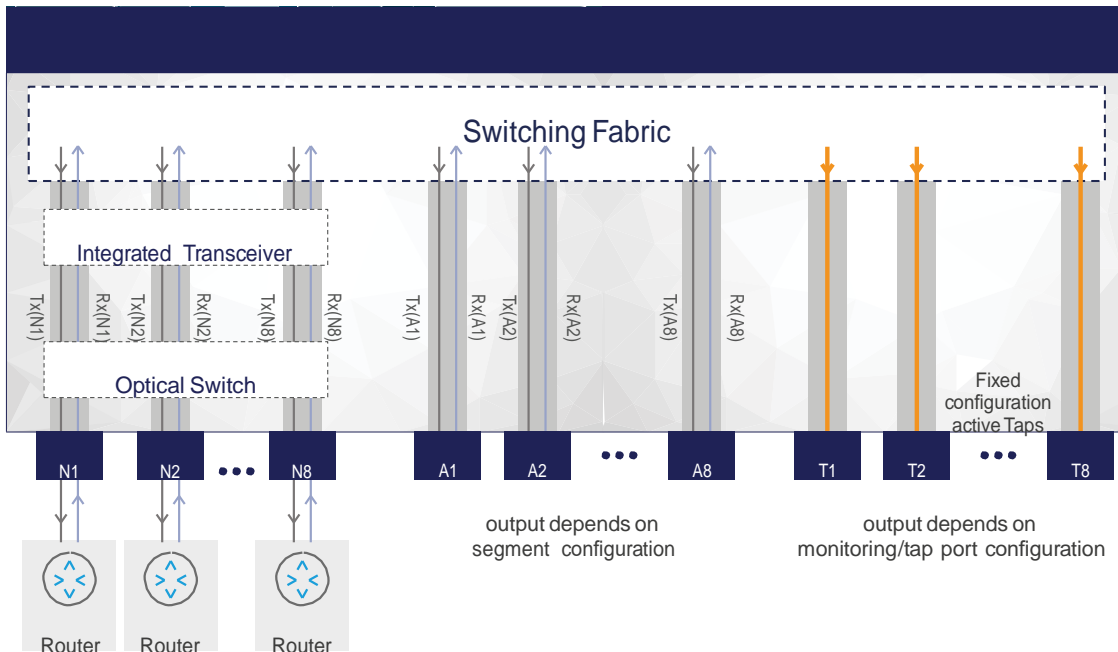 Switching Fabric
Integrated Transceiver
Tx(N1)
Rx(N1)
Tx(N2)
Rx(N2)
Tx(N8)
Rx(N8)
Tx(A1)
Rx(A1)
Tx(A2)
Rx(A2)
Tx(A8)
Rx(A8)
Optical Switch
Fixed
configuration
active Taps
N1
N2
N8
A1
A2
A8
T1
T2
T8
output depends on
segment configuration
output depends on
monitoring/tap port configuration
Router
Router
Router